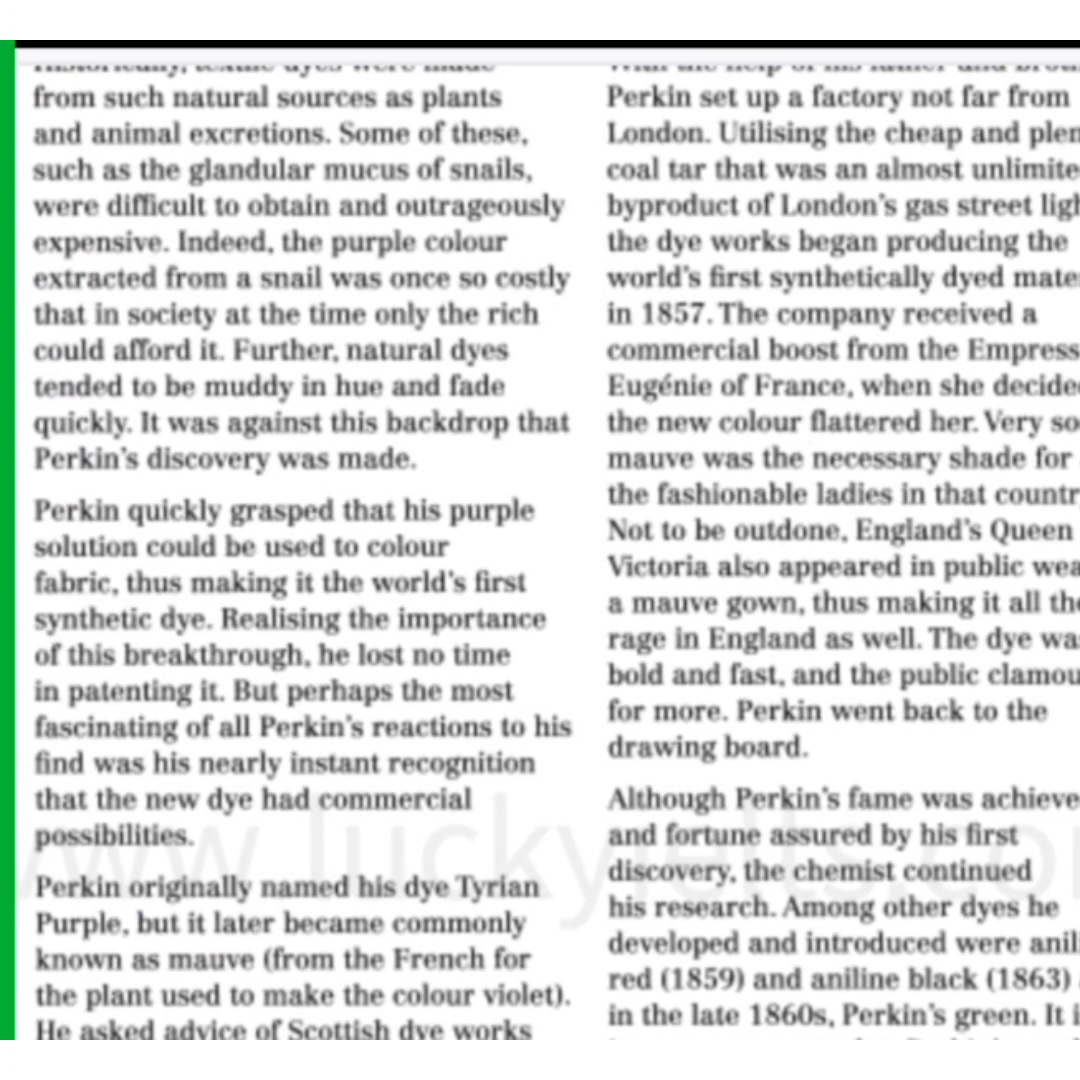 Historically, textile dyes were made
from such natural sources as plants
and animal excretions. Some of these,
such as the glandular mucus of snails,
were difficult to obtain and outrageously
expensive. Indeed, the purple colour
extracted from a snail was once so costly
that in society at the time only the rich
could afford it. Further, natural dyes
tended to be muddy in hue and fade
quickly. It was against this backdrop that
Perkin's discovery was made.
Perkin quickly grasped that his purple
solution could be used to colour
fabric, thus making it the world's first
synthetic dye. Realising the importance
of this breakthrough, he lost no time
in patenting it. But perhaps the most
fascinating of all Perkin's reactions to his
find was his nearly instant recognition
that the new dye had commercial
possibilities.
Perkin originally named his dye Tyrian
Purple, but it later became commonly
known as mauve (from the French for
the plant used to make the colour violet).
He asked advice of Scottish dye works
With the help of his father and
Perkin set up a factory not far from
London. Utilising the cheap and
coal tar that was an almost
byproduct of London's gas street
the dye works began producing the
world's first synthetically dyed
in 1857. The company received a
commercial boost from the Empress
Eugénie of France, when she
the new colour flattered her. Very
mauve was the necessary shade for
the fashionable ladies in that
Not to be outdone, England's Queen
Victoria also appeared in public
a mauve gown, thus making it all
rage in England as well. The dye
bold and fast, and the public
for more. Perkin went back to the
drawing board.
Although Perkin's fame was
and fortune assured by his first
discovery, the chemist continued
his research. Among other dyes he
developed and introduced were
red (1859) and aniline black (1863)
in the late 1860s, Perkin's green. It